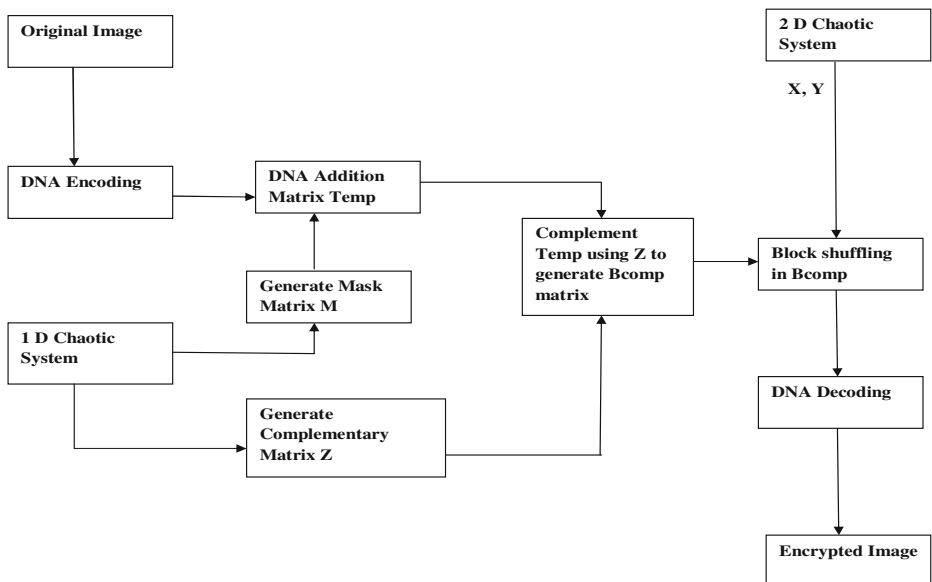 Original Image
2 D Chaotic
System
X, Y
DNA Encoding
DNA Addition
Matrix Temp
Complement
Temp using Z to
generate Bcomp
matrix
Block shuffling
in Bcomp
Generate Mask
Matrix M
1 D Chaotic
System
DNA Decoding
Generate
Complementary
Matrix Z
Encrypted Image